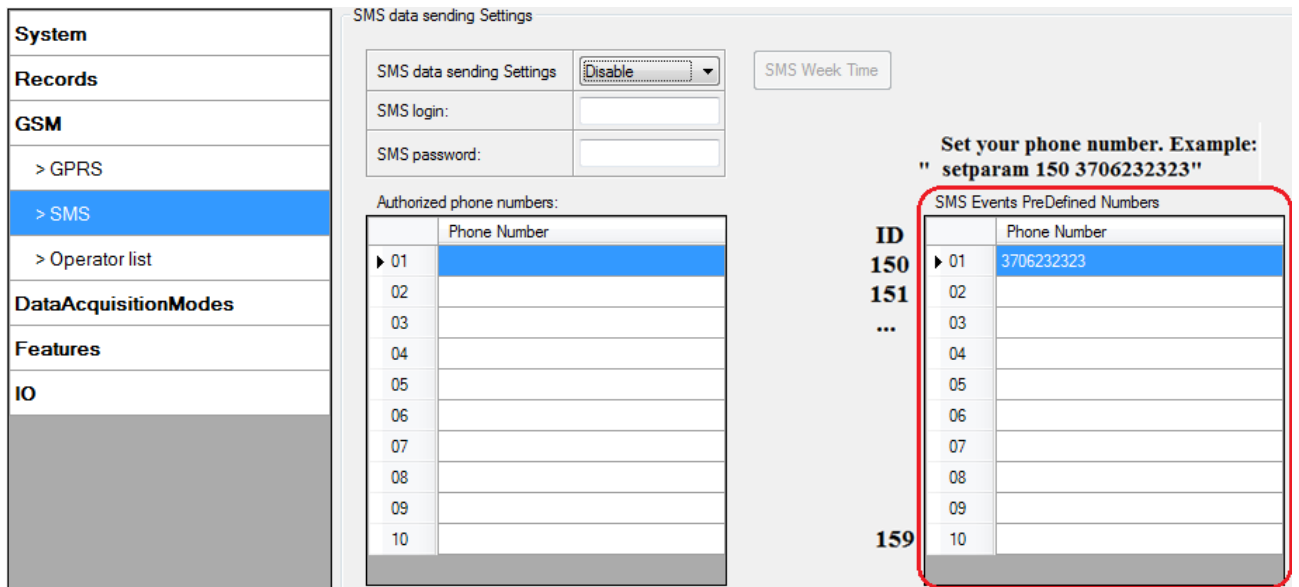 System
Records
GSM
> GPRS
> SMS
> Operator list
DataAcquisitionModes
Features
IO
SMS data sending Settings
SMS data sending Settings Disable SMS Week Time
SMS login:
SMS password:
Set your phone number. Example:
" setparam 150 3706232323"
Authorized phone numbers:
Phone Number
01
02
03
04
05
06
07
08
09
10
ID
150
151
...
159
SMS Events PreDefined Numbers
Phone Number
01 3706232323
02
03
04
05
06
07
08
09
10